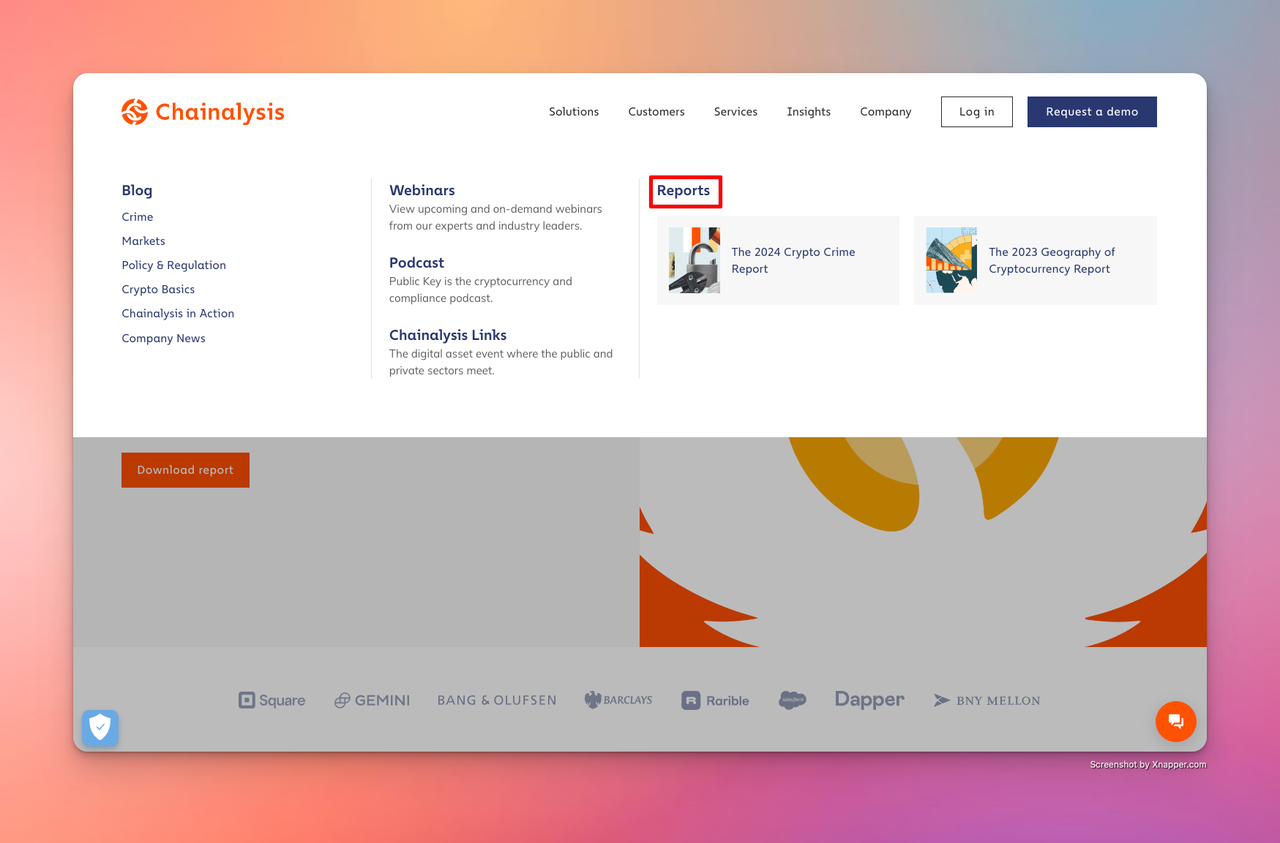 Chainalysis
Solutions
Customers
Services
Insights
Company
Log in
Request a demo
Blog
Crime
Markets
Policy & Regulation
Crypto Basics
Chainalysis in Action
Company News
Webinars
View upcoming and on-demand webinars
from our experts and industry leaders.
Podcast
Public Key is the cryptocurrency and
compliance podcast.
Chainalysis Links
The digital asset event where the public and
private sectors meet.
Reports
The 2024 Crypto Crime
Report
The 2023 Geography of
Cryptocurrency Report
Download report
Square
GEMINI
BANG & OLUFSEN
BARCLAYS
R
Rarible
Dapper
BNY MELLON
Screenshot by Xnapper.com